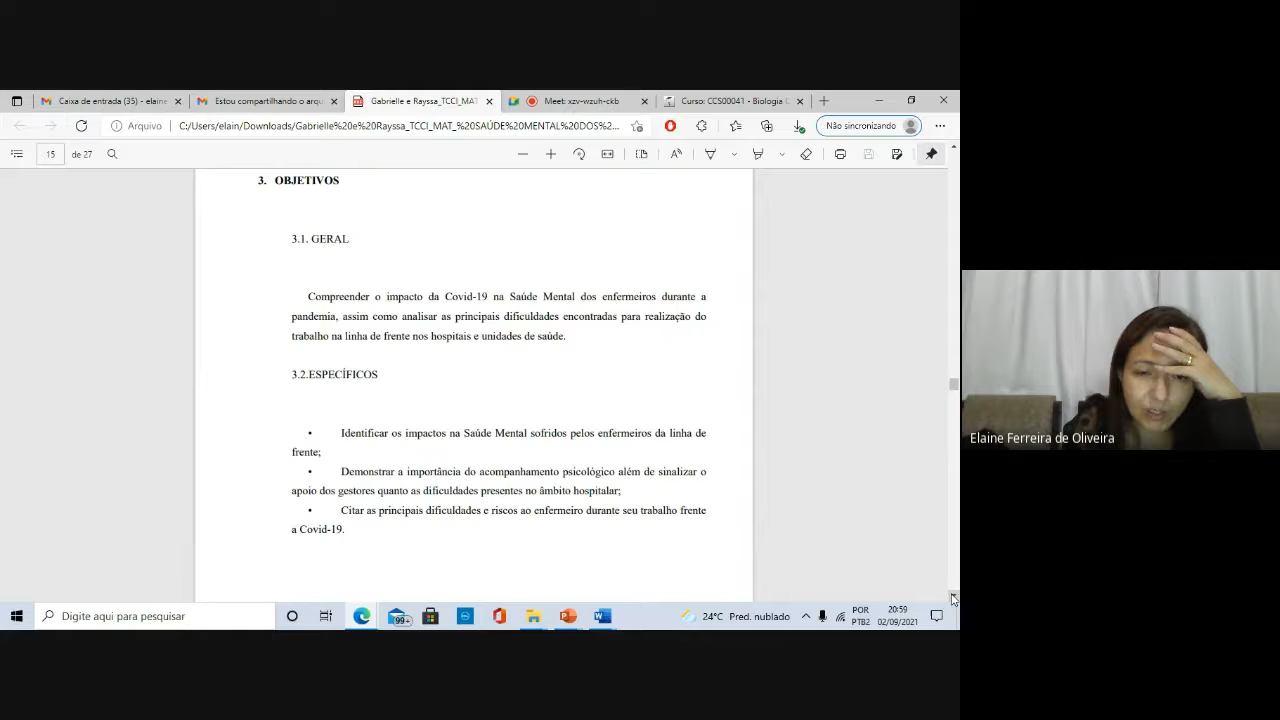 Caixa de entrada (35) - elaine
Estou compartilhando o arqu
Gabrielle e Rayssa_TCCI_MAT_
Meet: xzv-wzuh-ckb
Curso: CCS00041 - Biologia C
Arquivo
C:/Users/elain/Downloads/Gabrielle%20e%20Rayssa_TCCI_MAT_%20SAÚDE%20MENTAL%20DOS%2...
Não sincronizando
15 de 27
3. OBJETIVOS
3.1. GERAL
Compreender o impacto da Covid-19 na Saúde Mental dos enfermeiros durante a
pandemia, assim como analisar as principais dificuldades encontradas para realização do
trabalho na linha de frente nos hospitais e unidades de saúde.
3.2.ESPECÍFICOS
• Identificar os impactos na Saúde Mental sofridos pelos enfermeiros da linha de
frente;
• Demonstrar a importância do acompanhamento psicológico além de sinalizar o
apoio dos gestores quanto as dificuldades presentes no âmbito hospitalar;
• Citar as principais dificuldades e riscos ao enfermeiro durante seu trabalho frente
a Covid-19.
Elaine Ferreira de Oliveira
Digite aqui para pesquisar
99+
24°C Pred. nublado
POR
PTB2
20:59
02/09/2021